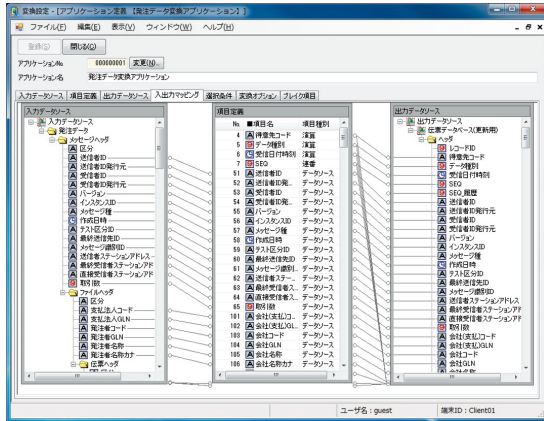 変換設定 - [アプリケーション定義 【発注データ変換アプリケーション】]
ファイル(F) 編集(E) 表示(V) ウィンドウ(W) ヘルプ(H)
登録(S) 閉じる(C)
アプリケーションNo. 000000001 変更(N)...
アプリケーション名 発注データ変換アプリケーション
入力データソース 項目定義 出力データソース 入出力マッピング 選択条件 変換オプション ブレイク項目
入力データソース
入力データソース
発注データ
メッセージヘッダ
区分
送信者ID
送信者ID発行元
受信者ID
受信者ID発行元
バージョン
インスタンスID
メッセージ種
作成日時
テスト区分ID
最終送信先ID
メッセージ識別ID
送信者ステーションアドレス
最終受信者ステーションアド
直接受信者ステーションアド
取引数
ファイルヘッダ
区分
支払法人コード
支払法人GLN
発注者コード
発注者GLN
発注者名称
発注者名称カナ
伝票ヘッダ
項目定義
No. ■項目名 項目種別
4 得意先コード 演算
5 データ種別 演算
6 受信日付時刻 演算
7 SEQ 連番
51 送信者ID データソース
52 送信者ID発... データソース
53 受信者ID データソース
54 受信者ID発... データソース
55 バージョン データソース
56 インスタンスID データソース
57 メッセージ種 データソース
58 作成日時 データソース
59 テスト区分ID データソース
60 最終送信先ID データソース
61 メッセージ識別I... データソース
62 送信者ステー... データソース
63 最終受信者ス... データソース
64 直接受信者ス... データソース
65 取引数 データソース
101 会社(支払)コ... データソース
102 会社(支払)GL... データソース
103 会社コード データソース
104 会社GLN データソース
105 会社名称 データソース
106 会社名称カナ データソース
出力データソース
出力データソース
伝票データベース(更新用)
ヘッダ
レコードID
得意先コード
データ種別
受信日付時刻
SEQ
SEQ_履歴
送信者ID
送信者ID発行元
受信者ID
受信者ID発行元
バージョン
インスタンスID
メッセージ種
作成日時
テスト区分ID
最終送信先ID
メッセージ識別ID
送信者ステーションアドレス
最終受信者ステーションアド
直接受信者ステーションアド
取引数
会社(支払)コード
会社(支払)GLN
会社コード
会社GLN
会社名称
ユーザ名 : guest 端末ID : Client01